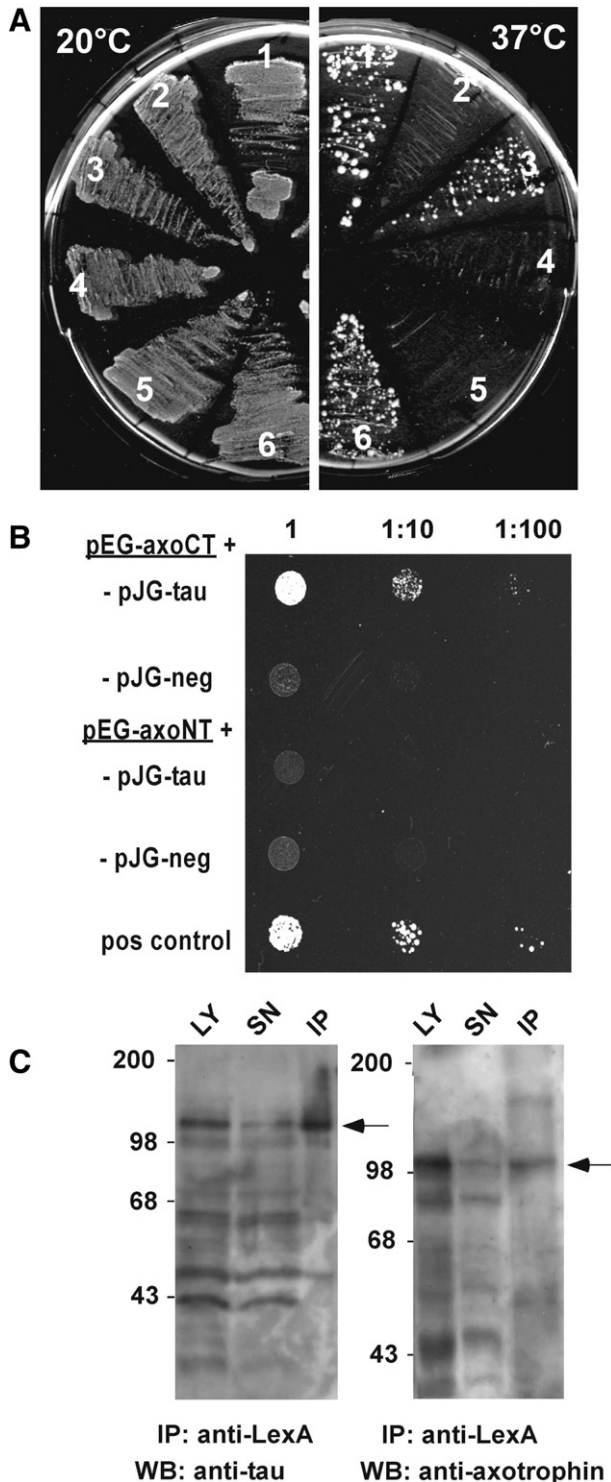 A
20°C
37°C
1
2
3
4
5
6
1
2
3
4
5
6
B
pEG-axoCT +
1 1:10 1:100
- pJG-tau
- pJG-neg
pEG-axoNT +
- pJG-tau
- pJG-neg
pos control
C
LY SN IP
LY SN IP
200 -
98 -
68 -
43 -
200 -
98 -
68 -
43 -
IP: anti-LexA
WB: anti-tau
IP: anti-LexA
WB: anti-axotrophin